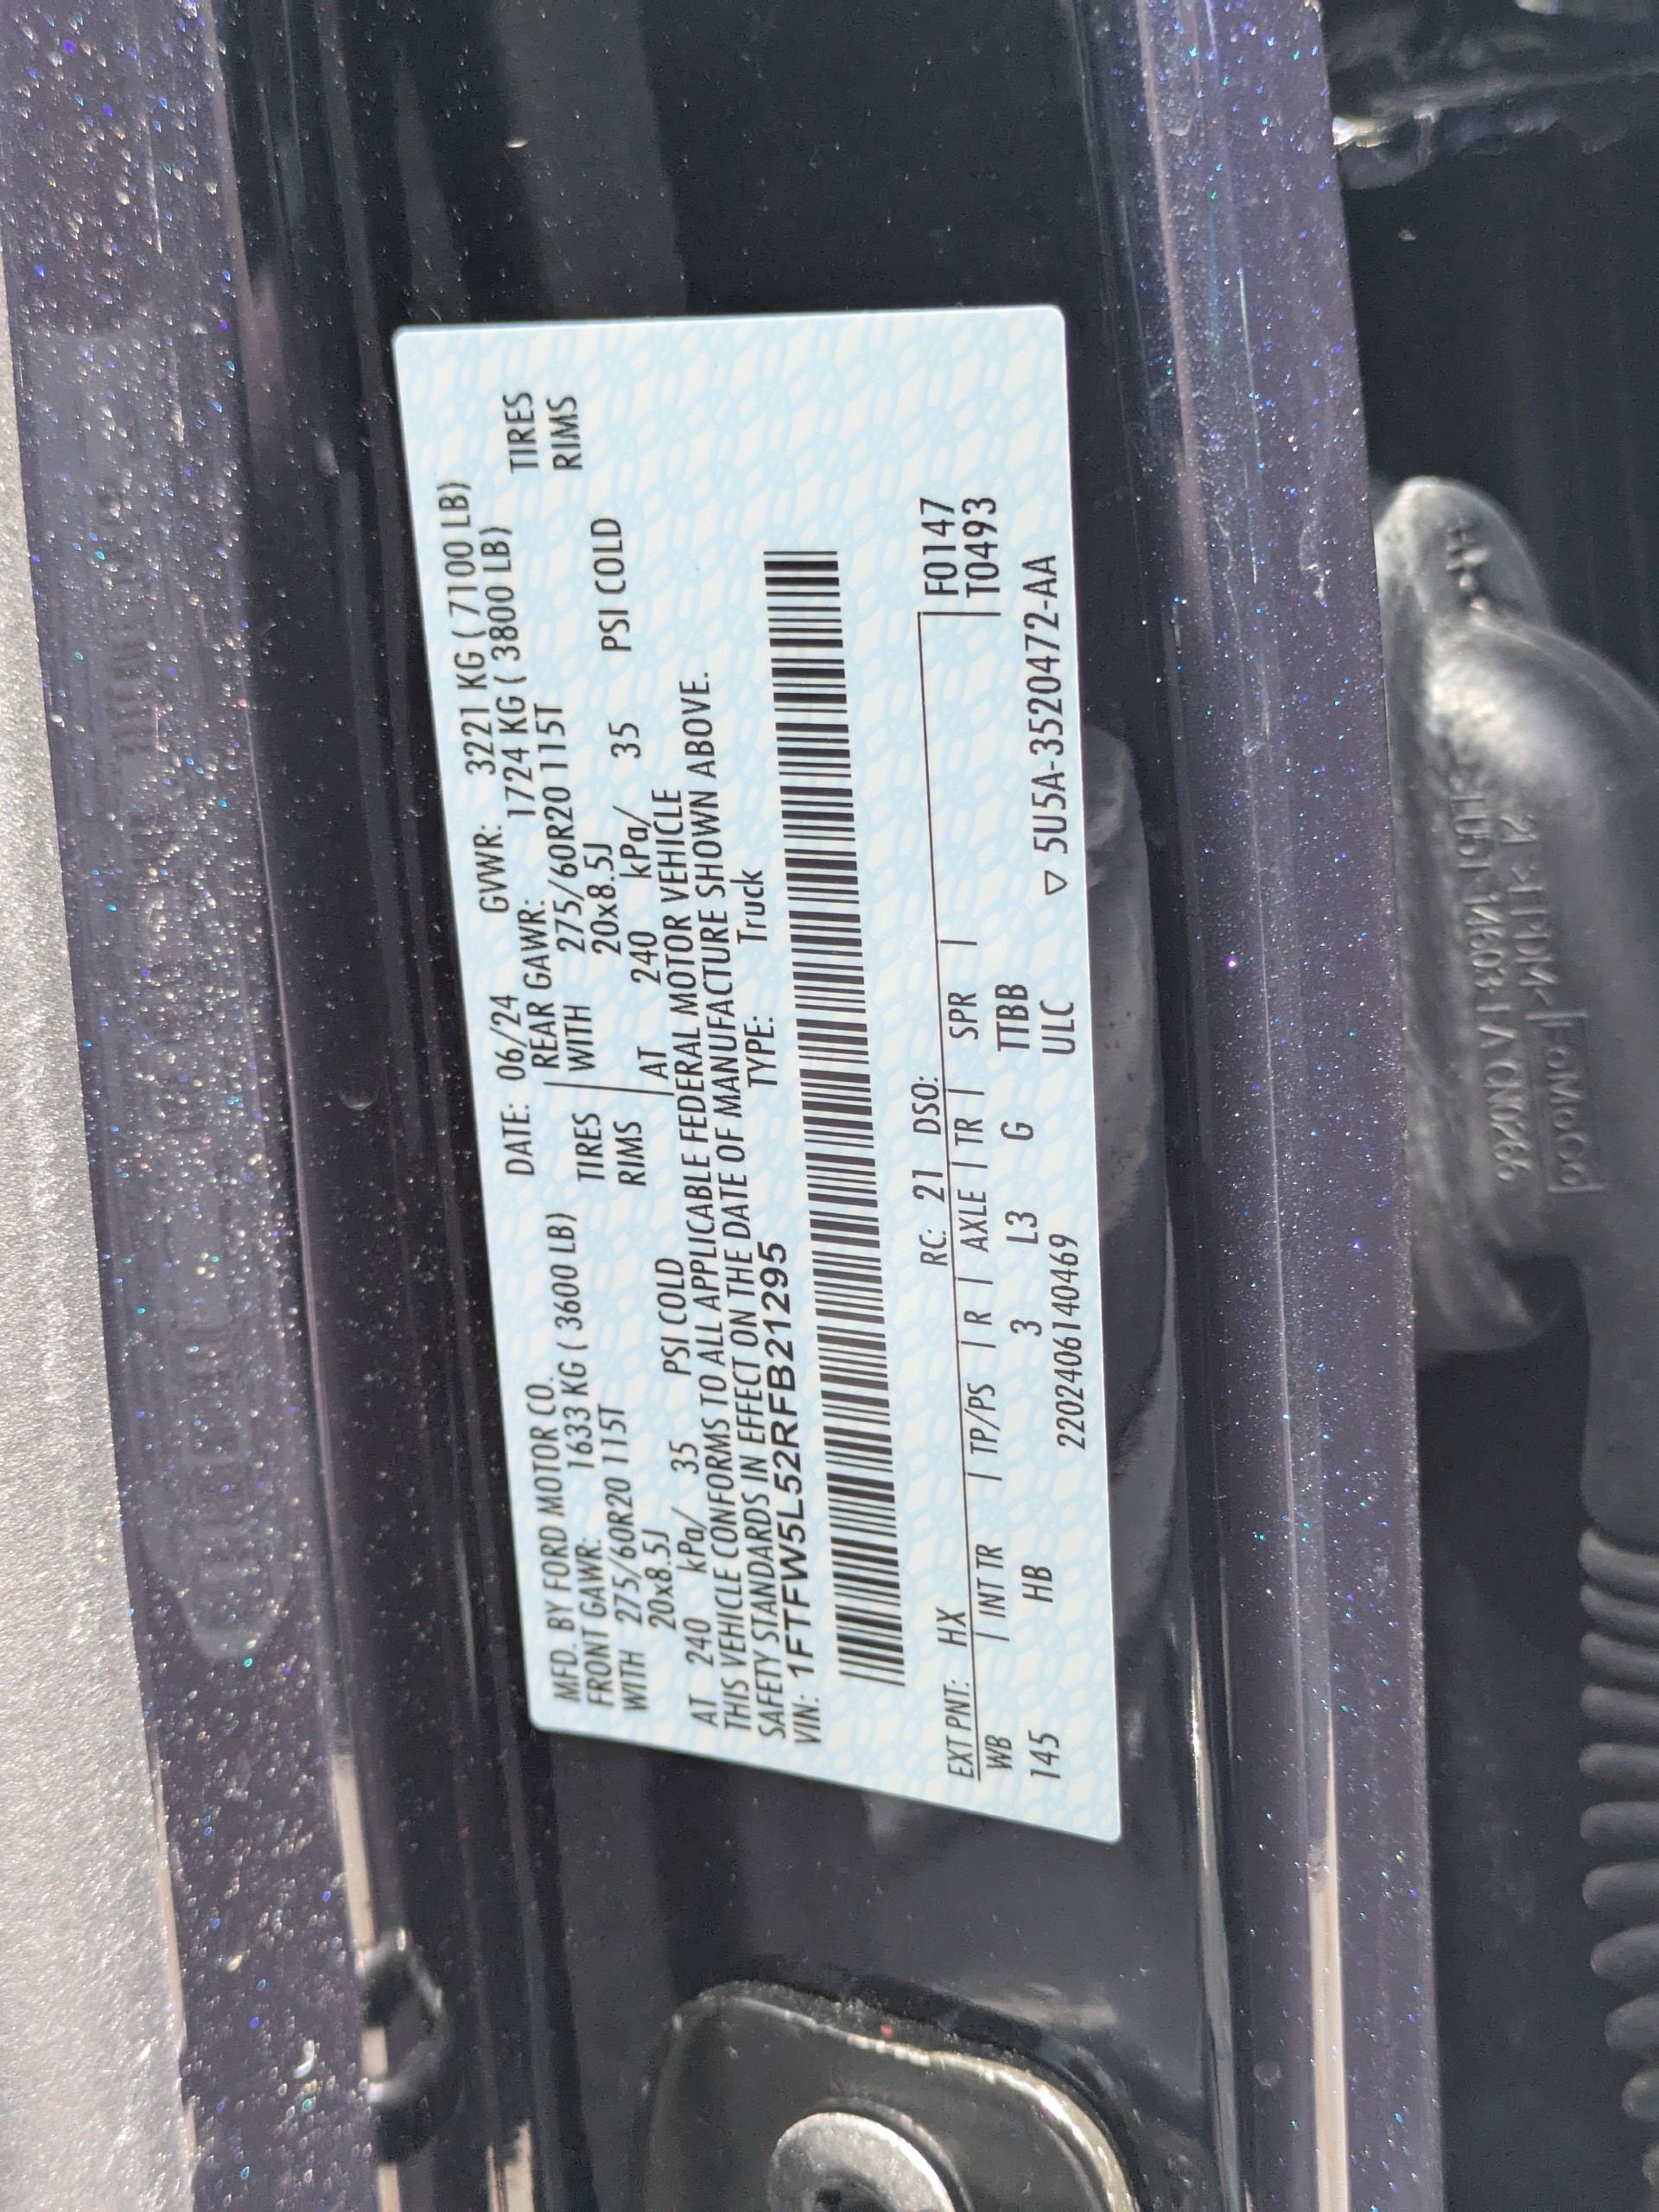 MFD. BY FORD MOTOR CO. DATE: 06/24 GVWR: 3221 KG ( 7100 LB)
FRONT GAWR: 1633 KG ( 3600 LB) REAR GAWR: 1724 KG ( 3800 LB)
WITH 275/60R20 115T TIRES WITH 275/60R20 115T TIRES
20x8.5J RIMS 20x8.5J RIMS
AT 240 kPa/ 35 PSI COLD AT 240 kPa/ 35 PSI COLD
THIS VEHICLE CONFORMS TO ALL APPLICABLE FEDERAL MOTOR VEHICLE
SAFETY STANDARDS IN EFFECT ON THE DATE OF MANUFACTURE SHOWN ABOVE.
VIN: 1FTFW5L52RFB21295 TYPE: Truck
EXT PNT: HX RC: 21 DSO: F0147
WB | INT TR | TP/PS | R | AXLE | TR | SPR | T0493
145 HB 3 L3 G TTBB
2202406140469 ULC ▽ 5U5A-3520472-AA
FoMoCo